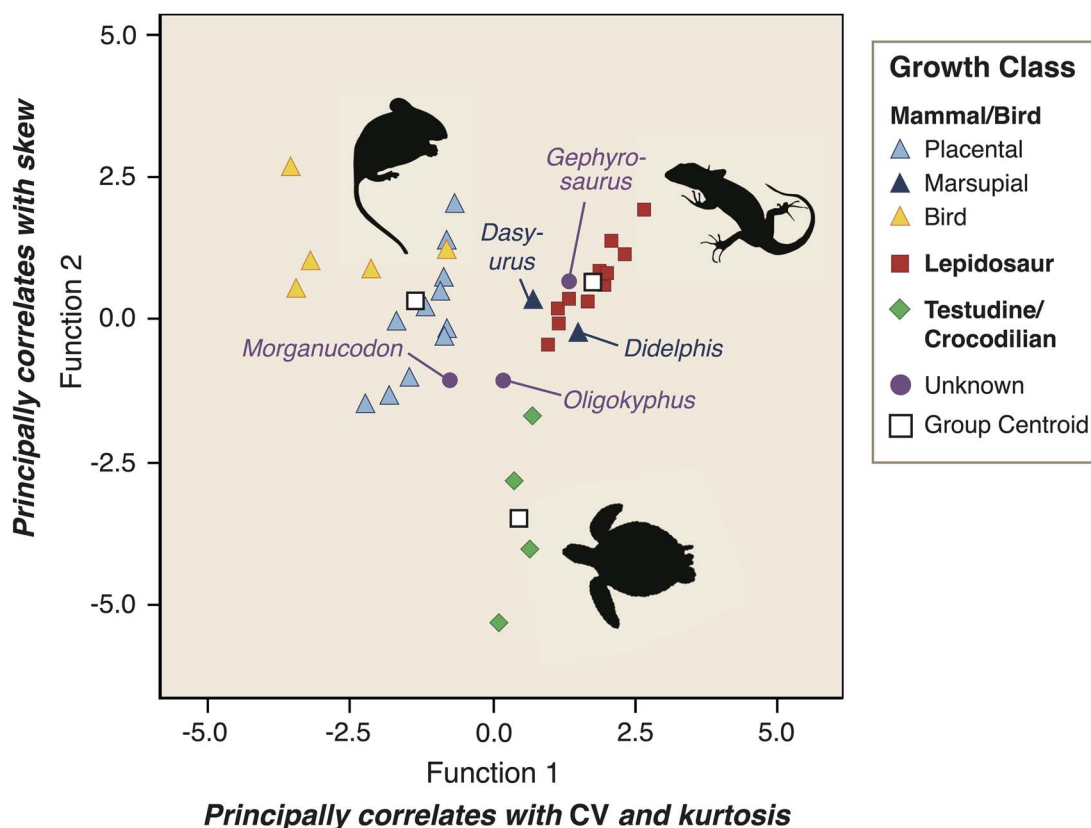 5.0
2.5
0.0
-2.5
-5.0
Principally correlates with skew
Function 2
Gephyro-
saurus
Dasy-
urus
Morganucodon
Didelphis
Oligokyphus
-5.0
-2.5
0.0
2.5
5.0
Function 1
Principally correlates with CV and kurtosis
Growth Class
Mammal/Bird
Placental
Marsupial
Bird
Lepidosaur
Testudine/
Crocodilian
Unknown
Group Centroid